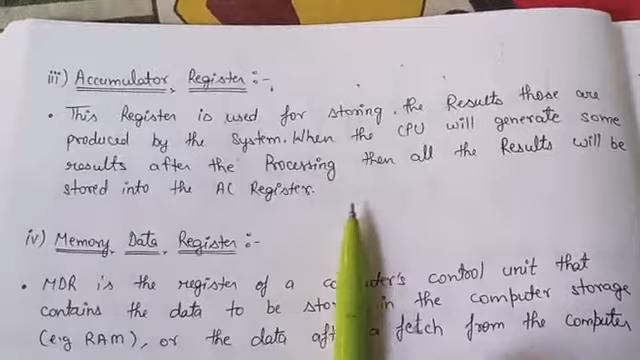 iii) Accumulator Register :-
• This Register is used for storing the Results those are
produced by the System. When the CPU will generate some
results after the Processing then all the Results will be
stored into the AC Register.
iv) Memory Data Register :-
• MDR is the register of a control unit that
contains the data to be in the computer storage
(e.g RAM), or the data a fetch from the computer